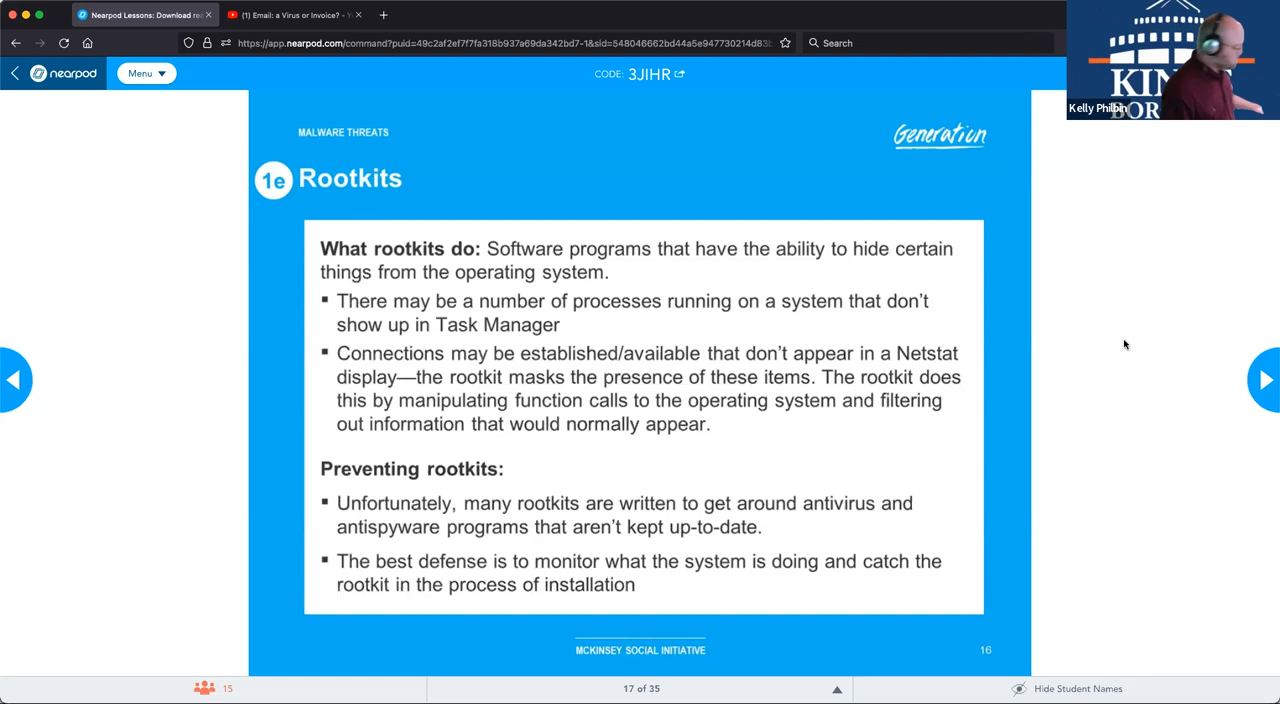 Nearpod Lessons: Download rea
(1) Email: a Virus or Invoice? - Y
https://app.nearpod.com/command?puid=49c2af2ef7f7fa318b937a69da342bd7-1&sid=548046662bd44a5e947730214d83
Search
nearpod
Menu
CODE: 3JIHR
KIN
BOR
Kelly Philbin
MALWARE THREATS
Generation
1e Rootkits
What rootkits do: Software programs that have the ability to hide certain
things from the operating system.
▪ There may be a number of processes running on a system that don’t
show up in Task Manager
▪ Connections may be established/available that don’t appear in a Netstat
display—the rootkit masks the presence of these items. The rootkit does
this by manipulating function calls to the operating system and filtering
out information that would normally appear.
Preventing rootkits:
▪ Unfortunately, many rootkits are written to get around antivirus and
antispyware programs that aren’t kept up-to-date.
▪ The best defense is to monitor what the system is doing and catch the
rootkit in the process of installation
MCKINSEY SOCIAL INITIATIVE
16
15
17 of 35
Hide Student Names